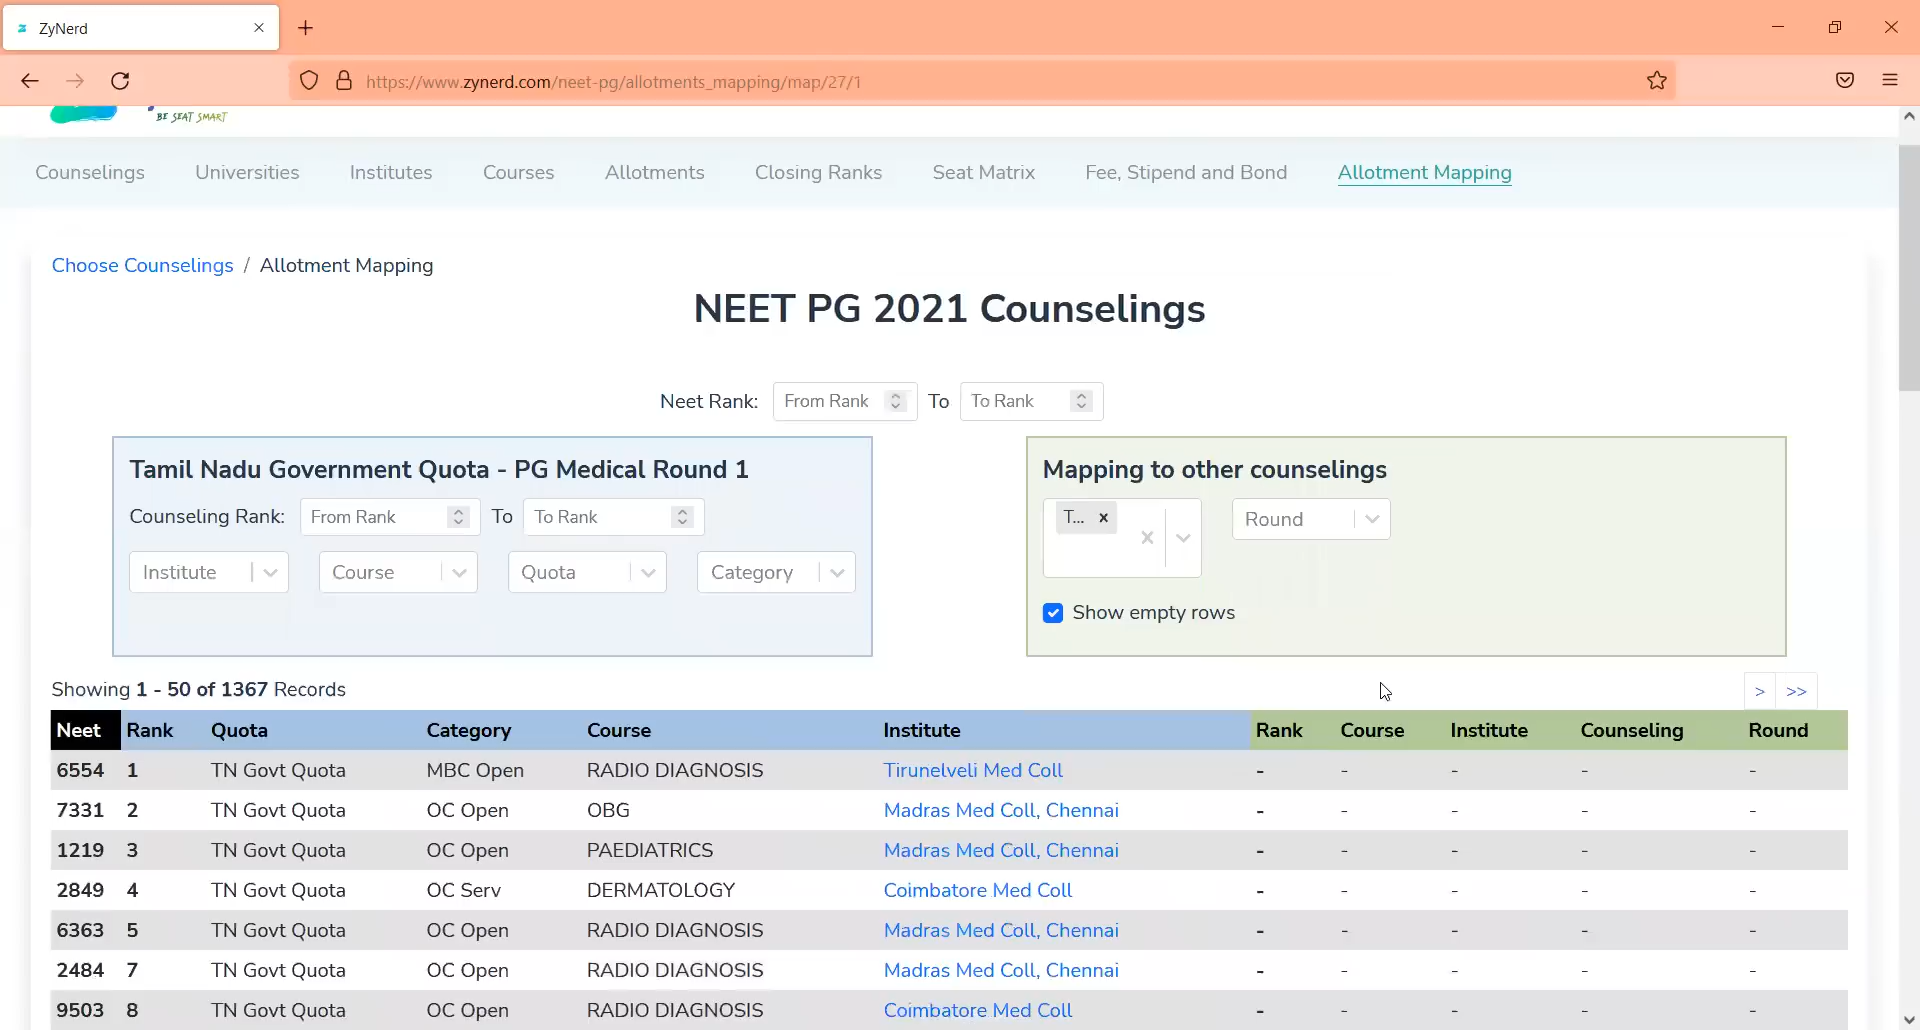 ZyNerd
https://www.zynerd.com/neet-pg/allotments_mapping/map/27/1
BE SEAT SMART
Counselings Universities Institutes Courses Allotments Closing Ranks Seat Matrix Fee, Stipend and Bond Allotment Mapping
Choose Counselings / Allotment Mapping
NEET PG 2021 Counselings
Neet Rank: From Rank To To Rank
Tamil Nadu Government Quota - PG Medical Round 1
Counseling Rank: From Rank To To Rank
Institute Course Quota Category
Mapping to other counselings
T... Round
Show empty rows
Showing 1 - 50 of 1367 Records > >>
Neet Rank Quota Category Course Institute Rank Course Institute Counseling Round
6554 1 TN Govt Quota MBC Open RADIO DIAGNOSIS Tirunelveli Med Coll - - - - -
7331 2 TN Govt Quota OC Open OBG Madras Med Coll, Chennai - - - - -
1219 3 TN Govt Quota OC Open PAEDIATRICS Madras Med Coll, Chennai - - - - -
2849 4 TN Govt Quota OC Serv DERMATOLOGY Coimbatore Med Coll - - - - -
6363 5 TN Govt Quota OC Open RADIO DIAGNOSIS Madras Med Coll, Chennai - - - - -
2484 7 TN Govt Quota OC Open RADIO DIAGNOSIS Madras Med Coll, Chennai - - - - -
9503 8 TN Govt Quota OC Open RADIO DIAGNOSIS Coimbatore Med Coll - - - - -